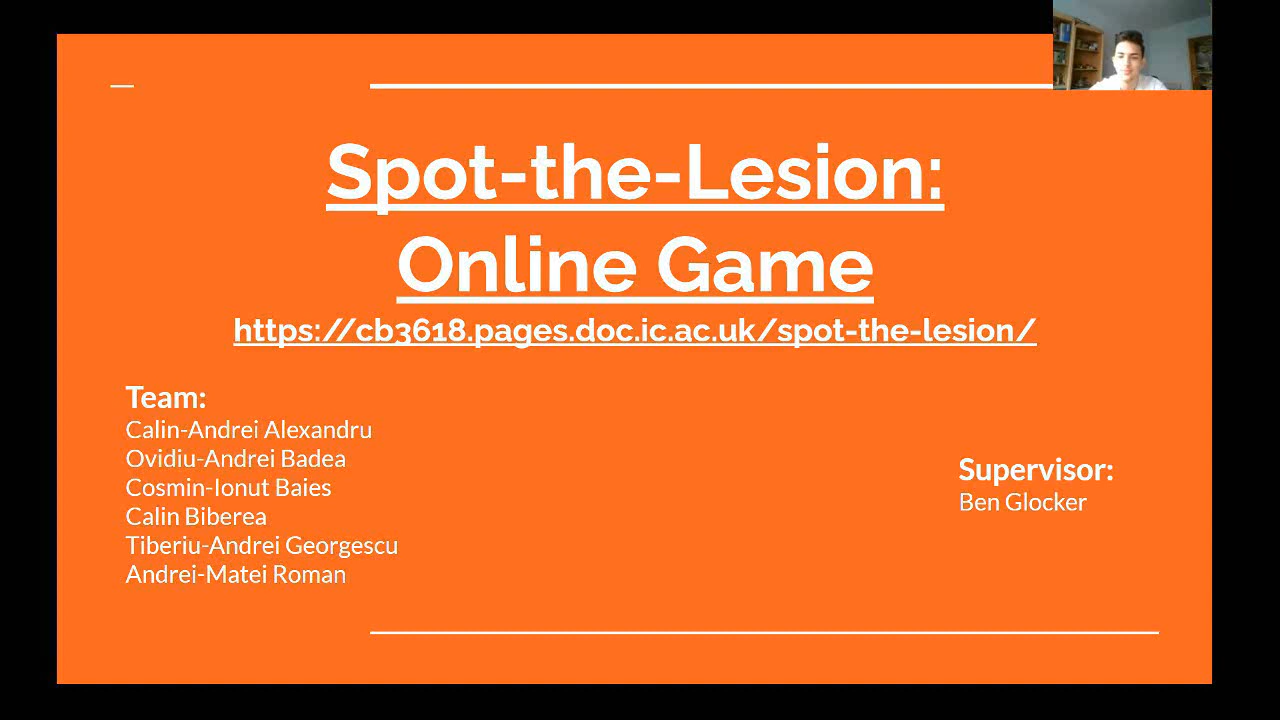 Spot-the-Lesion:
Online Game
https://cb3618.pages.doc.ic.ac.uk/spot-the-lesion/
Team:
Calin-Andrei Alexandru
Ovidiu-Andrei Badea
Cosmin-Ionut Baies
Calin Biberea
Tiberiu-Andrei Georgescu
Andrei-Matei Roman
Supervisor:
Ben Glocker